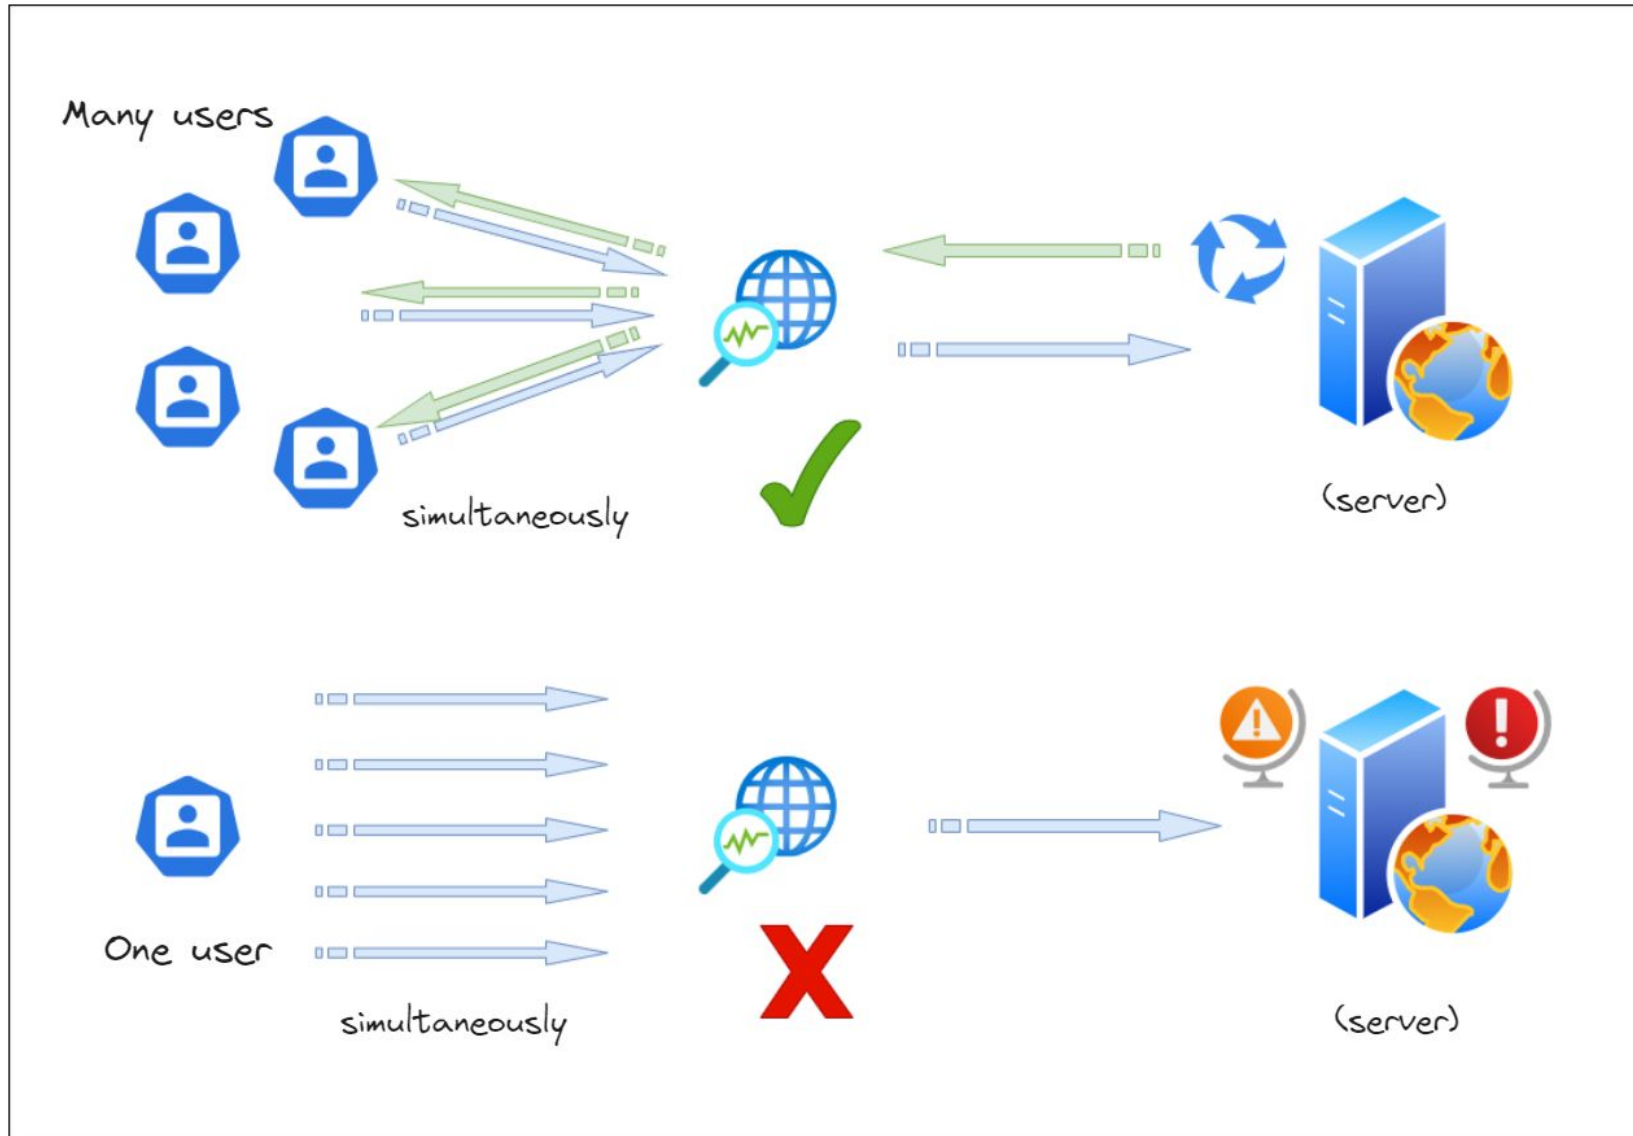 Many users
simultaneously
(server)
One user
simultaneously
(server)